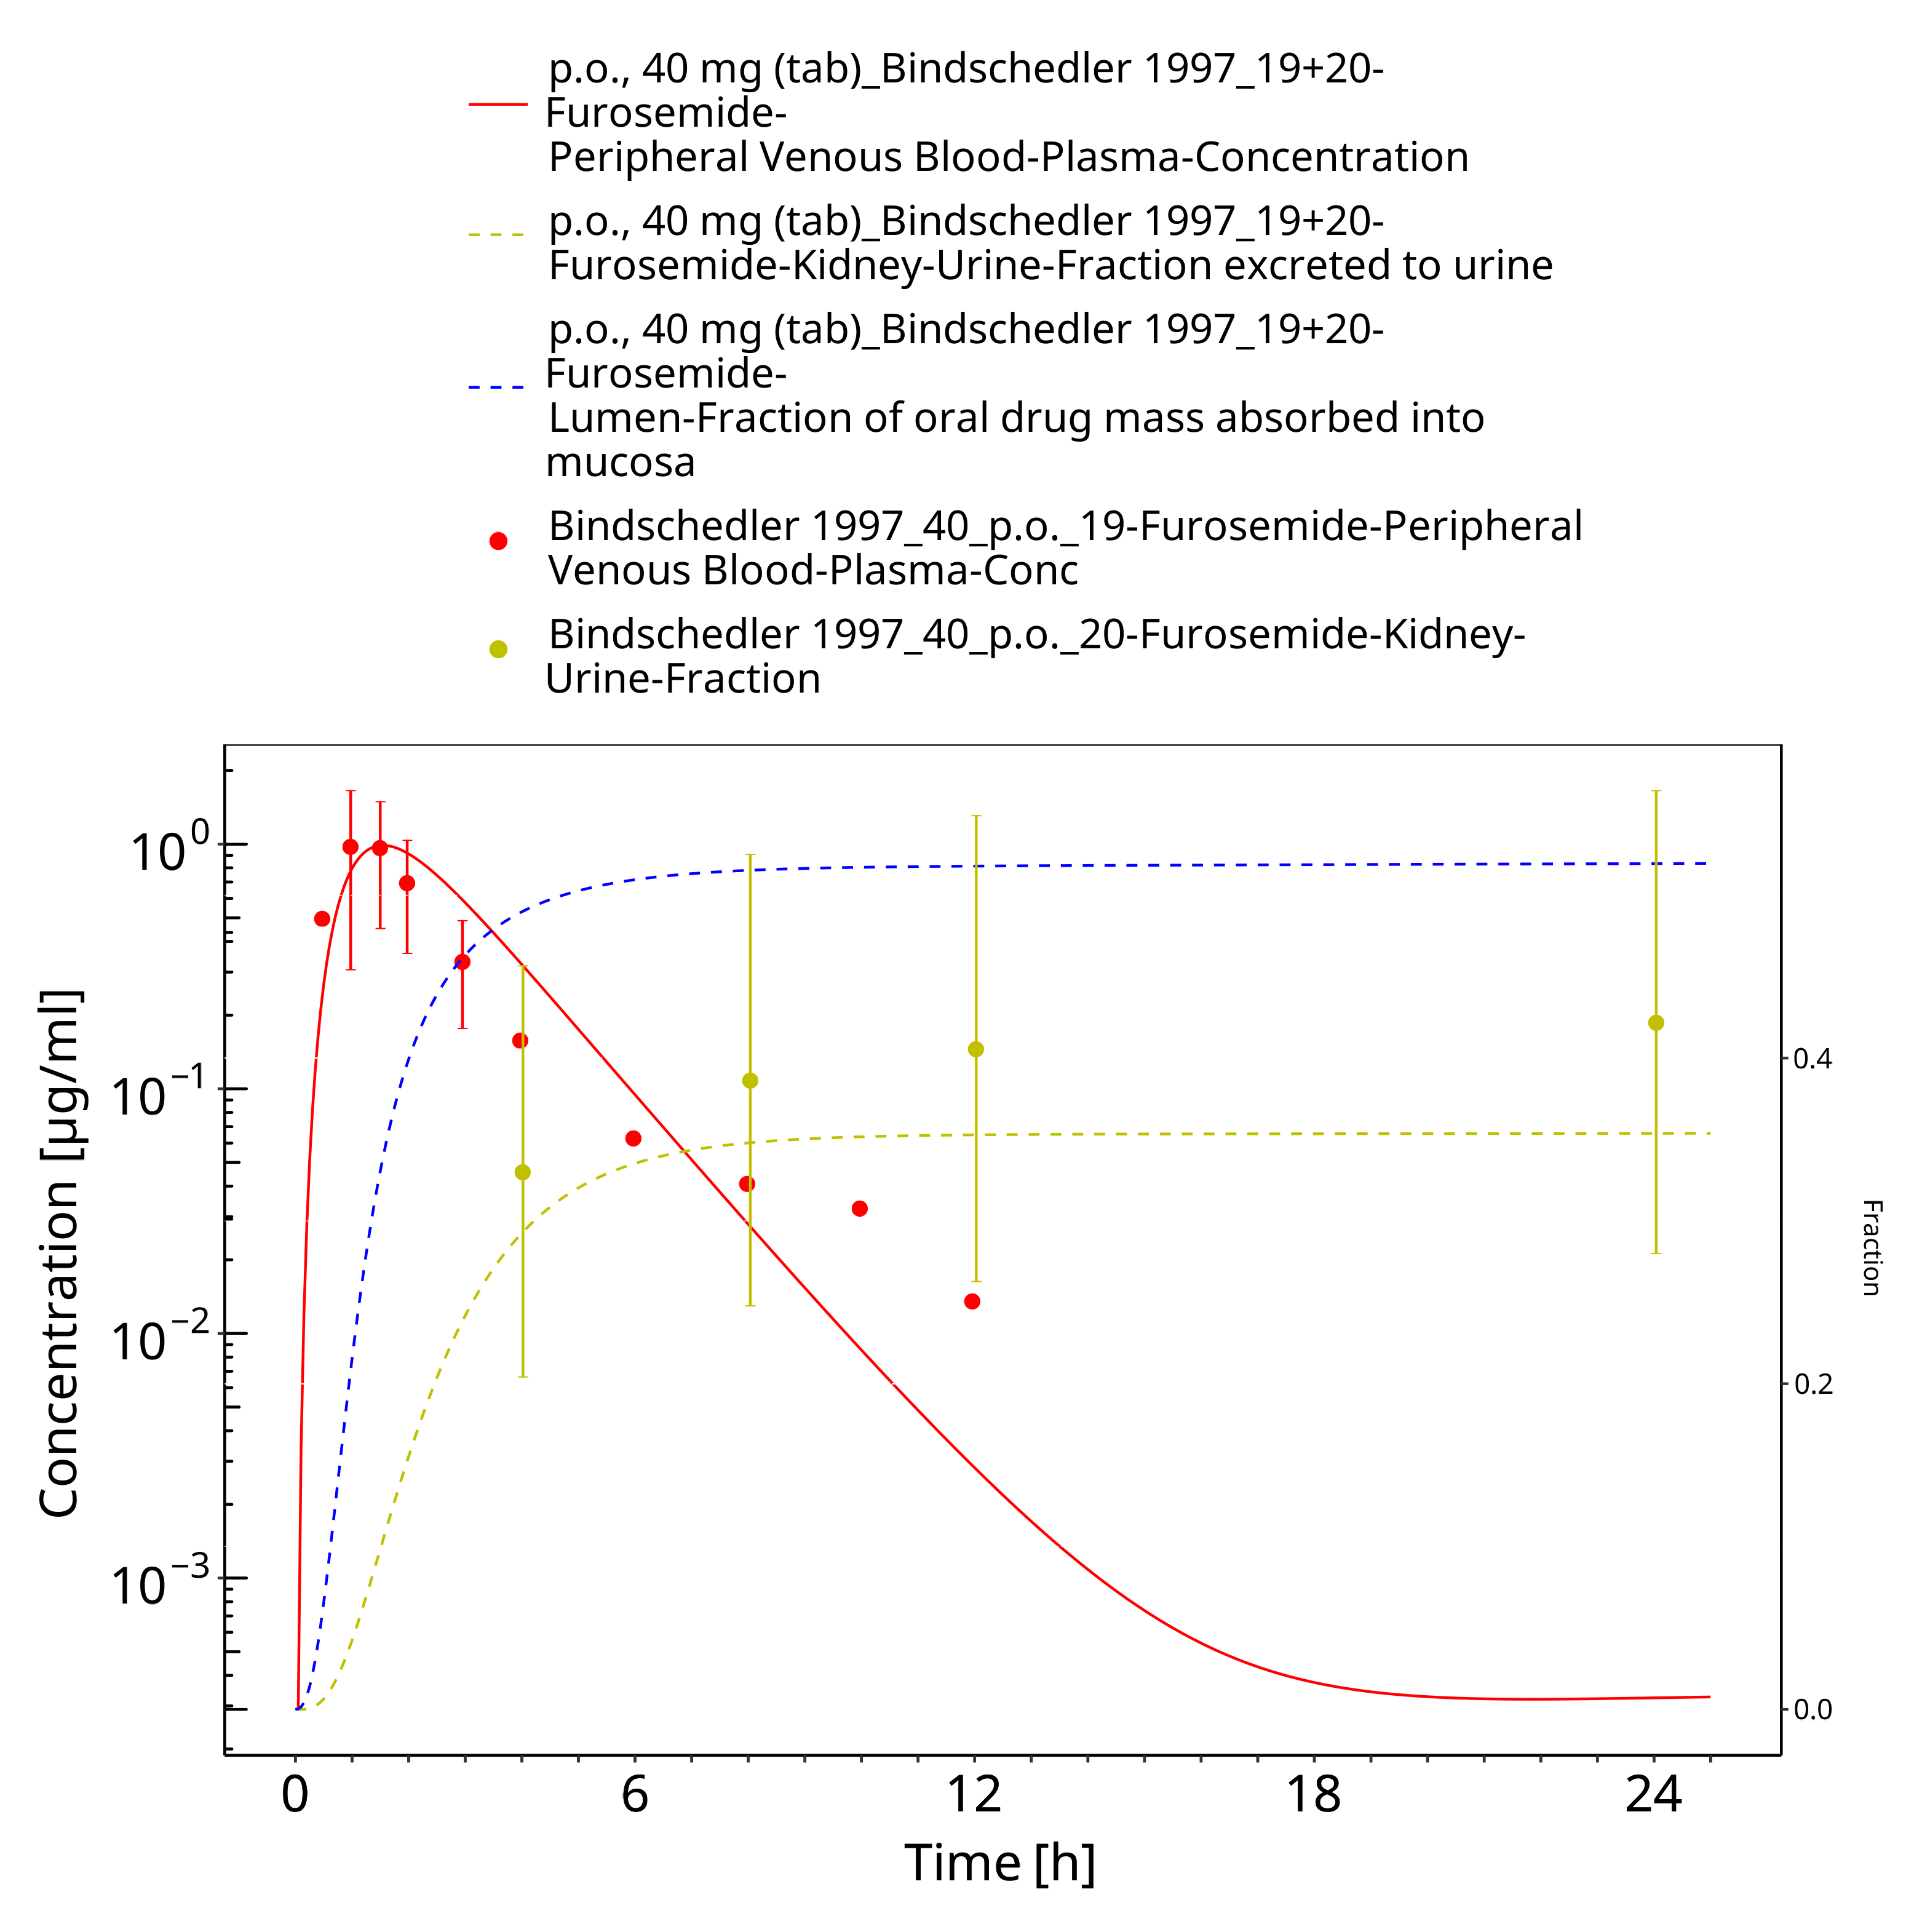 p.o., 40 mg (tab)_Bindschedler 1997_19+20-
Furosemide-
Peripheral Venous Blood-Plasma-Concentration
p.o., 40 mg (tab)_Bindschedler 1997_19+20-
Furosemide-Kidney-Urine-Fraction excreted to urine
p.o., 40 mg (tab)_Bindschedler 1997_19+20-
Furosemide-
Lumen-Fraction of oral drug mass absorbed into
mucosa
Bindschedler 1997_40_p.o._19-Furosemide-Peripheral
Venous Blood-Plasma-Conc
Bindschedler 1997_40_p.o._20-Furosemide-Kidney-
Urine-Fraction
Concentration [µg/ml]
10^0
10^−1
10^−2
10^−3
0.4
0.2
0.0
Fraction
0 6 12 18 24
Time [h]